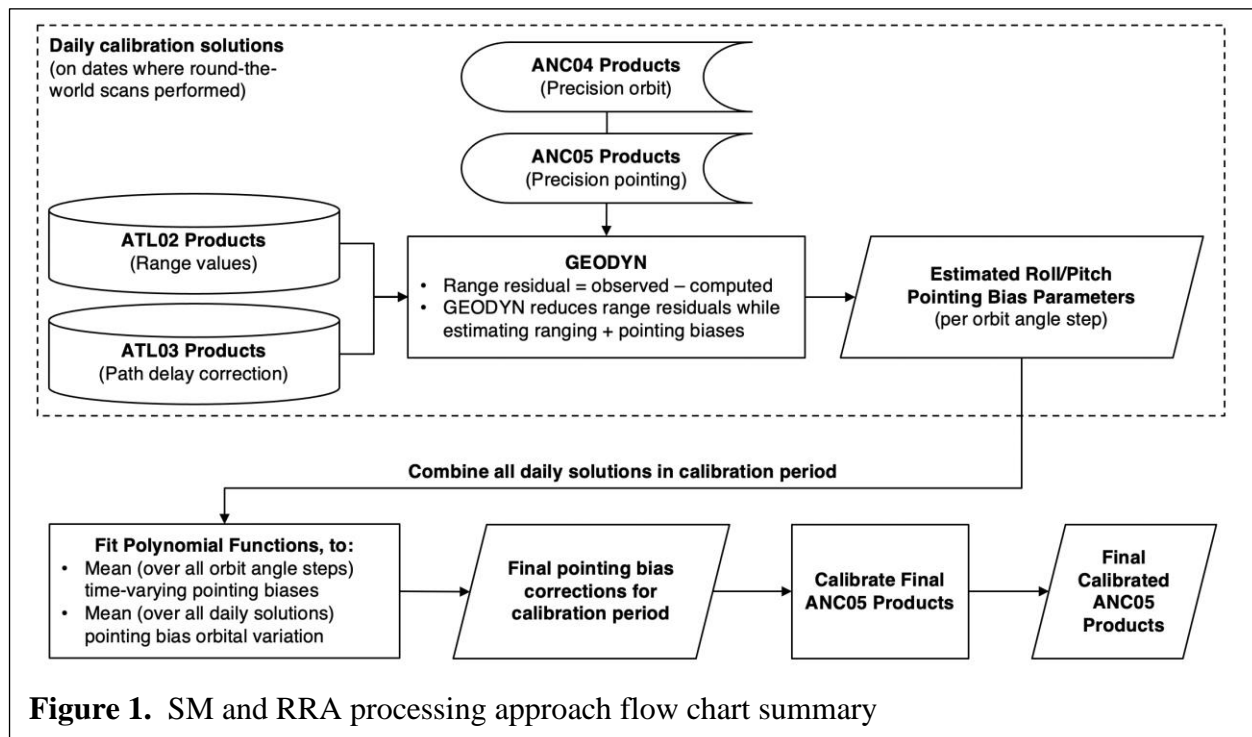 Daily calibration solutions
(on dates where round-the-
world scans performed)
ANC04 Products
(Precision orbit)
ANC05 Products
(Precision pointing)
ATL02 Products
(Range values)
ATL03 Products
(Path delay correction)
GEODYN
• Range residual = observed – computed
• GEODYN reduces range residuals while
estimating ranging + pointing biases
Estimated Roll/Pitch
Pointing Bias Parameters
(per orbit angle step)
Combine all daily solutions in calibration period
Fit Polynomial Functions, to:
• Mean (over all orbit angle steps)
time-varying pointing biases
• Mean (over all daily solutions)
pointing bias orbital variation
Final pointing bias
corrections for
calibration period
Calibrate Final
ANC05 Products
Final
Calibrated
ANC05
Products
Figure 1. SM and RRA processing approach flow chart summary